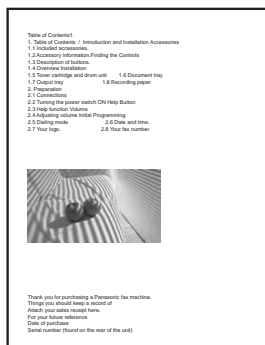 Table of Contents1.
1. Table of Contents / Introduction and Installation Accessories
1.1 Included accessories.
1.2 Accessory information.Finding the Controls
1.3 Description of buttons.
1.4 Overview Installation
1.5 Toner cartridge and drum unit 1.6 Document tray
1.7 Output tray 1.8 Recording paper
2. Preparation
2.1 Connections
2.2 Turning the power switch ON Help Button
2.3 Help function Volume
2.4 Adjusting volume Initial Programming
2.5 Dialing mode 2.6 Date and time.
2.7 Your logo. 2.8 Your fax number
Thank you for purchasing a Panasonic fax machine.
Things you should keep a record of
Attach your sales receipt here.
For your future reference
Date of purchase
Serial number (found on the rear of the unit)